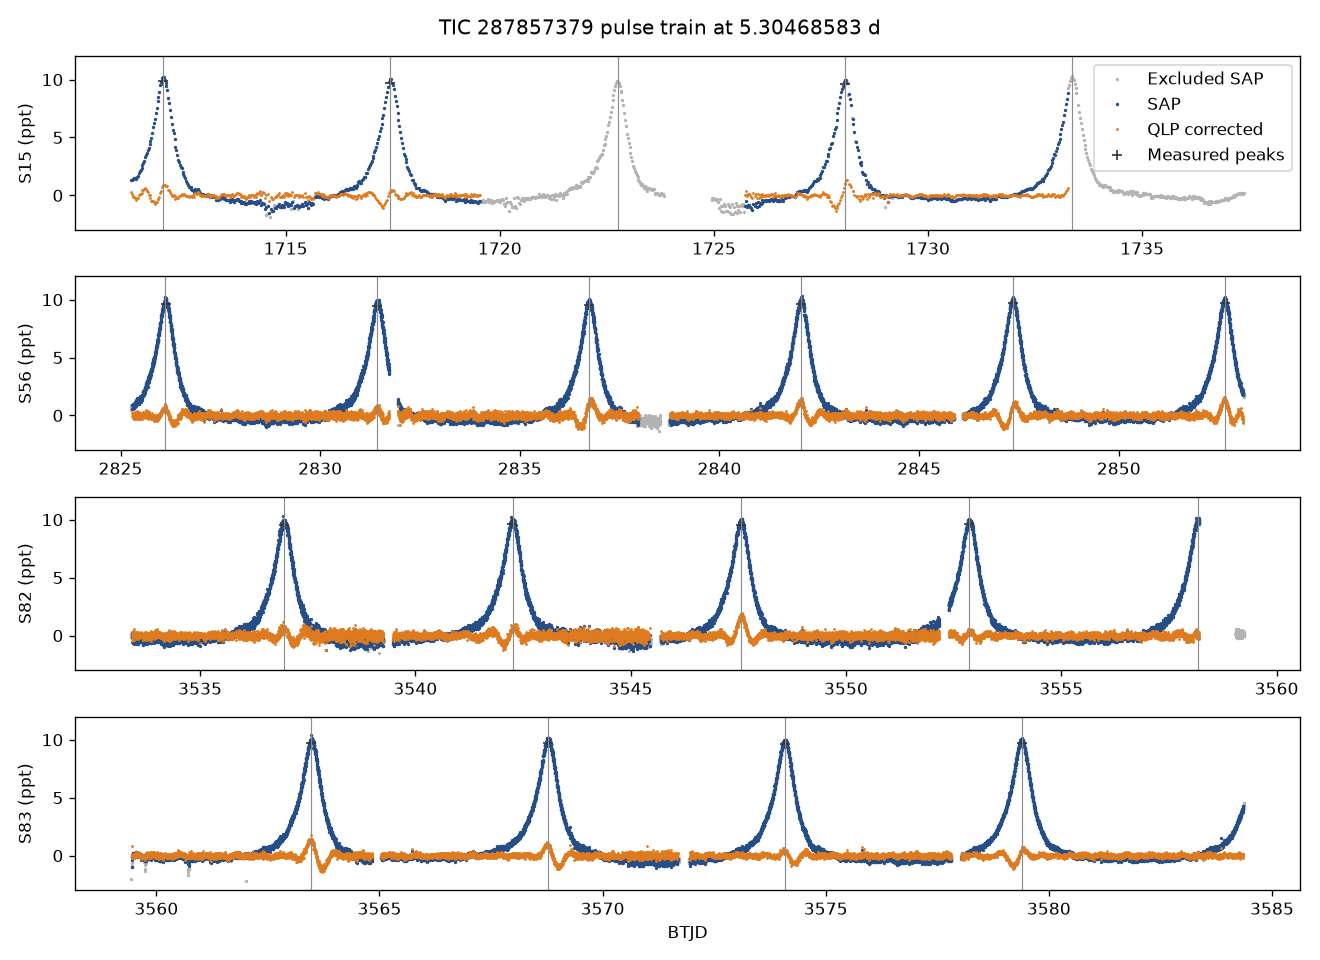 TIC 287857379 pulse train at 5.30468583 d
S15 (ppt)
10
5
0
Excluded SAP
SAP
QLP corrected
Measured peaks
1715 1720 1725 1730 1735
S56 (ppt)
10
5
0
2825 2830 2835 2840 2845 2850
S82 (ppt)
10
5
0
3535 3540 3545 3550 3555 3560
S83 (ppt)
10
5
0
3560 3565 3570 3575 3580 3585
BTJD